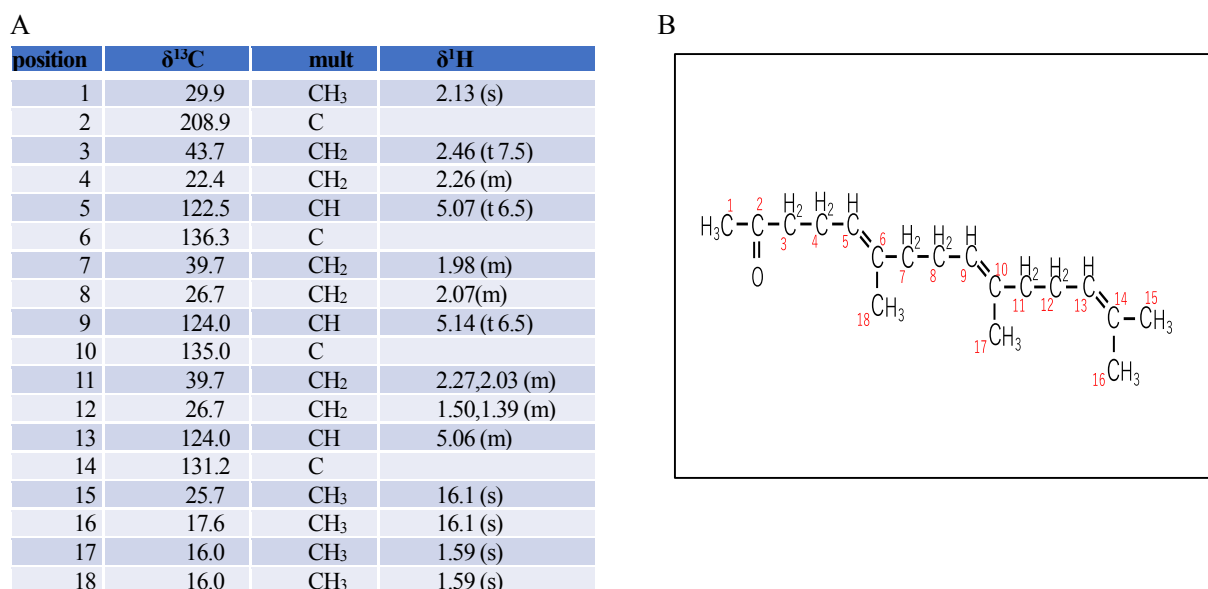 A
B
position δ¹³C mult δ¹H
1 29.9 CH₃ 2.13 (s)
2 208.9 C
3 43.7 CH₂ 2.46 (t 7.5)
4 22.4 CH₂ 2.26 (m)
5 122.5 CH 5.07 (t 6.5)
6 136.3 C
7 39.7 CH₂ 1.98 (m)
8 26.7 CH₂ 2.07(m)
9 124.0 CH 5.14 (t 6.5)
10 135.0 C
11 39.7 CH₂ 2.27,2.03 (m)
12 26.7 CH₂ 1.50,1.39 (m)
13 124.0 CH 5.06 (m)
14 131.2 C
15 25.7 CH₃ 16.1 (s)
16 17.6 CH₃ 16.1 (s)
17 16.0 CH₃ 1.59 (s)
18 16.0 CH₃ 1.59 (s)
1 2 H₂ H₂ H
H₃C C C C C 6 H₂ H₂ H
3 4 5 C C C C 10 H₂ H₂ H
O 7 8 9 C C C C 14 15
CH₃ 11 12 13 C CH₃
18 CH₃
17 CH₃
16